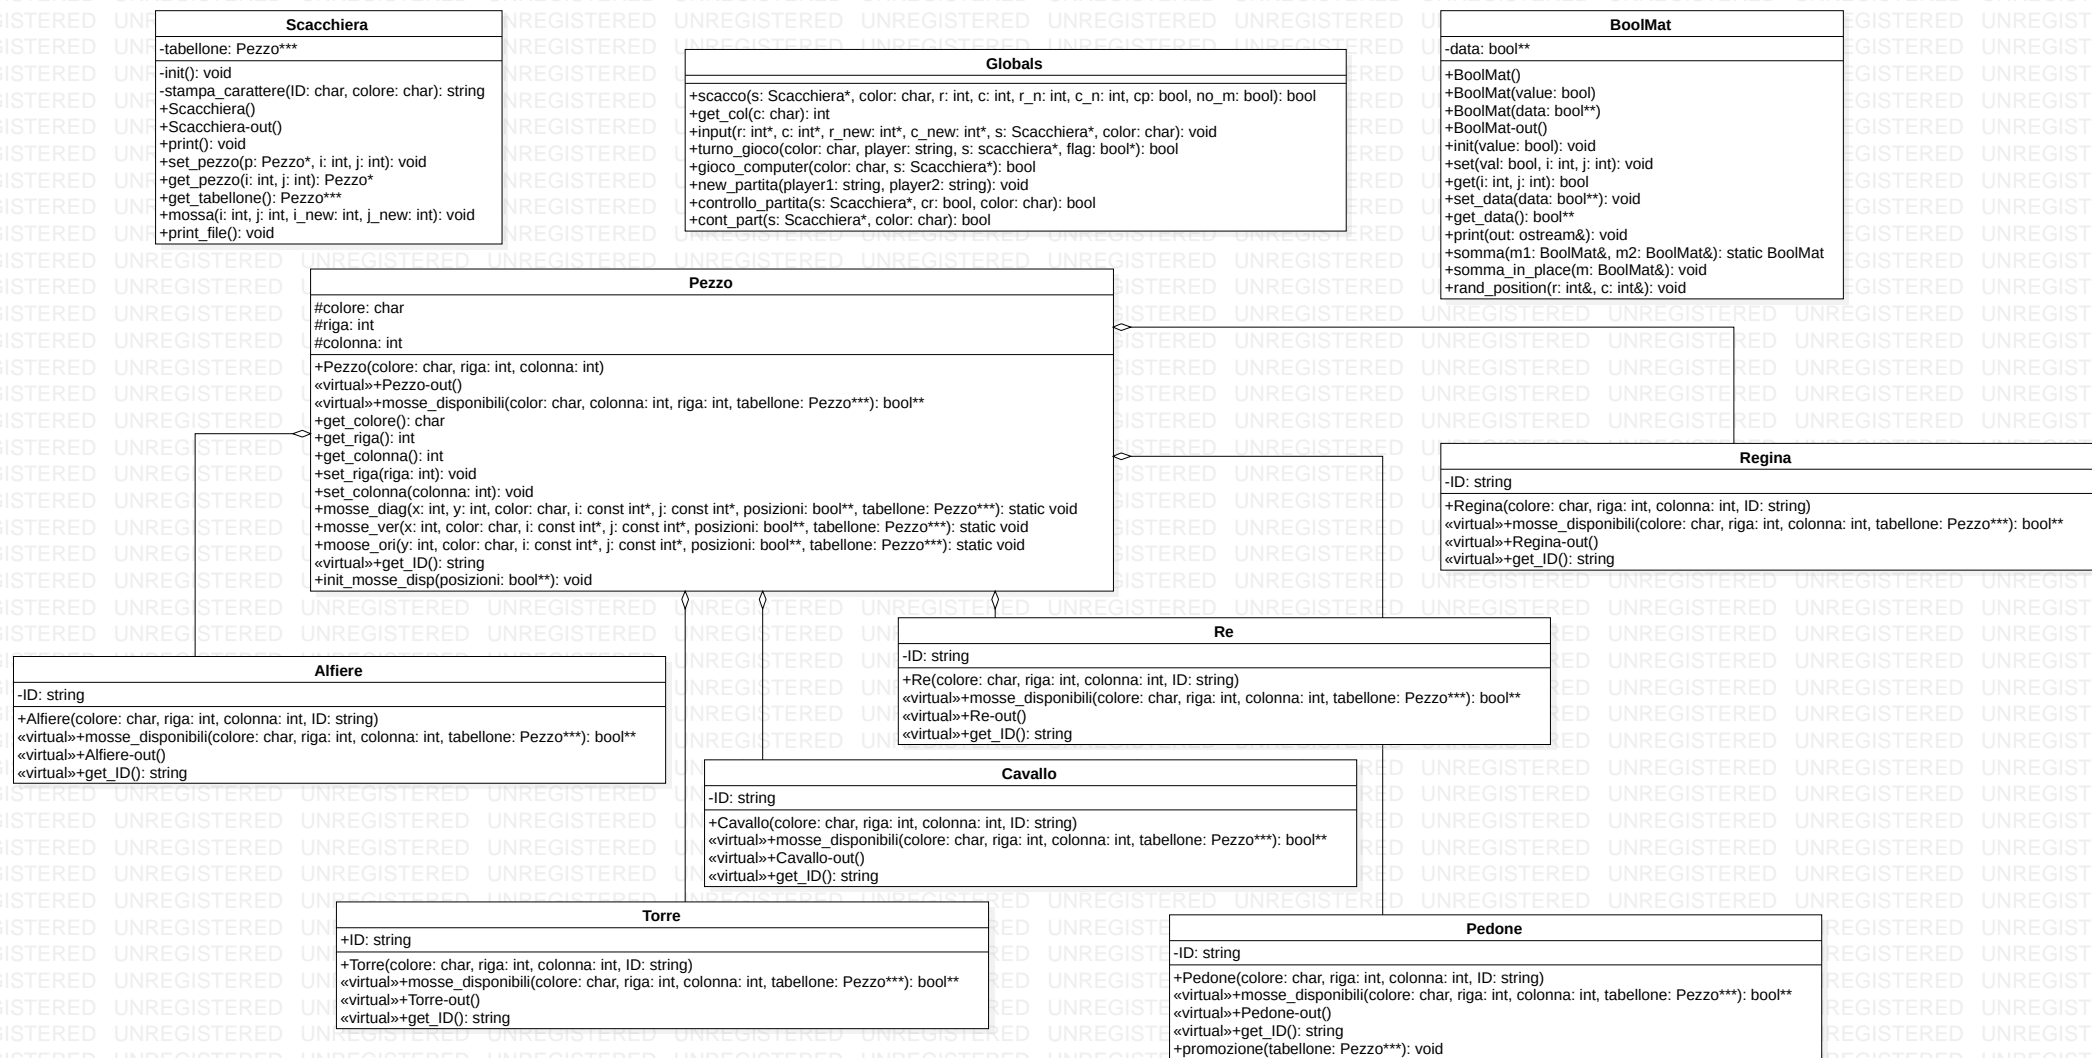 Scacchiera
-tabellone: Pezzo***
-init(): void
-stampa_carattere(ID: char, colore: char): string
+Scacchiera()
+Scacchiera-out()
+print(): void
+set_pezzo(p: Pezzo*, i: int, j: int): void
+get_pezzo(i: int, j: int): Pezzo*
+get_tabellone(): Pezzo***
+mossa(i: int, j: int, i_new: int, j_new: int): void
+print_file(): void
Globals
+scacco(s: Scacchiera*, color: char, r: int, c: int, r_n: int, c_n: int, cp: bool, no_m: bool): bool
+get_col(c: char): int
+input(r: int*, c: int*, r_new: int*, c_new: int*, s: Scacchiera*, color: char): void
+turno_gioco(color: char, player: string, s: scacchiera*, flag: bool*): bool
+gioco_computer(color: char, s: Scacchiera*): bool
+new_partita(player1: string, player2: string): void
+controllo_partita(s: Scacchiera*, cr: bool, color: char): bool
+cont_part(s: Scacchiera*, color: char): bool
BoolMat
-data: bool**
+BoolMat()
+BoolMat(value: bool)
+BoolMat(data: bool**)
+BoolMat-out()
+init(value: bool): void
+set(val: bool, i: int, j: int): void
+get(i: int, j: int): bool
+set_data(data: bool**): void
+get_data(): bool**
+print(out: ostream&): void
+somma(m1: BoolMat&, m2: BoolMat&): static BoolMat
+somma_in_place(m: BoolMat&): void
+rand_position(r: int&, c: int&): void
Pezzo
#colore: char
#riga: int
#colonna: int
+Pezzo(colore: char, riga: int, colonna: int)
«virtual»+Pezzo-out()
«virtual»+mosse_disponibili(color: char, colonna: int, riga: int, tabellone: Pezzo***): bool**
+get_colore(): char
+get_riga(): int
+get_colonna(): int
+set_riga(riga: int): void
+set_colonna(colonna: int): void
+mosse_diag(x: int, y: int, color: char, i: const int*, j: const int*, posizioni: bool**, tabellone: Pezzo***): static void
+mosse_ver(x: int, color: char, i: const int*, j: const int*, posizioni: bool**, tabellone: Pezzo***): static void
+moose_ori(y: int, color: char, i: const int*, j: const int*, posizioni: bool**, tabellone: Pezzo***): static void
«virtual»+get_ID(): string
+init_mosse_disp(posizioni: bool**): void
Regina
-ID: string
+Regina(colore: char, riga: int, colonna: int, ID: string)
«virtual»+mosse_disponibili(colore: char, riga: int, colonna: int, tabellone: Pezzo***): bool**
«virtual»+Regina-out()
«virtual»+get_ID(): string
Re
-ID: string
+Re(colore: char, riga: int, colonna: int, ID: string)
«virtual»+mosse_disponibili(colore: char, riga: int, colonna: int, tabellone: Pezzo***): bool**
«virtual»+Re-out()
«virtual»+get_ID(): string
Alfiere
-ID: string
+Alfiere(colore: char, riga: int, colonna: int, ID: string)
«virtual»+mosse_disponibili(colore: char, riga: int, colonna: int, tabellone: Pezzo***): bool**
«virtual»+Alfiere-out()
«virtual»+get_ID(): string
Cavallo
-ID: string
+Cavallo(colore: char, riga: int, colonna: int, ID: string)
«virtual»+mosse_disponibili(colore: char, riga: int, colonna: int, tabellone: Pezzo***): bool**
«virtual»+Cavallo-out()
«virtual»+get_ID(): string
Torre
+ID: string
+Torre(colore: char, riga: int, colonna: int, ID: string)
«virtual»+mosse_disponibili(colore: char, riga: int, colonna: int, tabellone: Pezzo***): bool**
«virtual»+Torre-out()
«virtual»+get_ID(): string
Pedone
-ID: string
+Pedone(colore: char, riga: int, colonna: int, ID: string)
«virtual»+mosse_disponibili(colore: char, riga: int, colonna: int, tabellone: Pezzo***): bool**
«virtual»+Pedone-out()
«virtual»+get_ID(): string
+promozione(tabellone: Pezzo***): void
UNREGISTERED